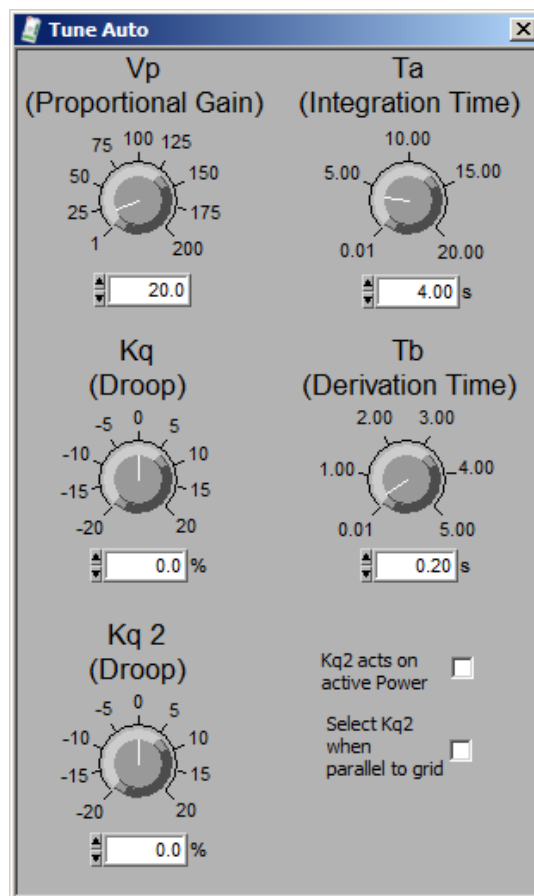 Tune Auto
Vp
(Proportional Gain)
1
25
50
75
100
125
150
175
200
20.0
Ta
(Integration Time)
0.01
5.00
10.00
15.00
20.00
4.00 s
Kq
(Droop)
-20
-15
-10
-5
0
5
10
15
20
0.0 %
Tb
(Derivation Time)
0.01
1.00
2.00
3.00
4.00
5.00
0.20 s
Kq 2
(Droop)
-20
-15
-10
-5
0
5
10
15
20
0.0 %
Kq2 acts on
active Power
Select Kq2
when
parallel to grid